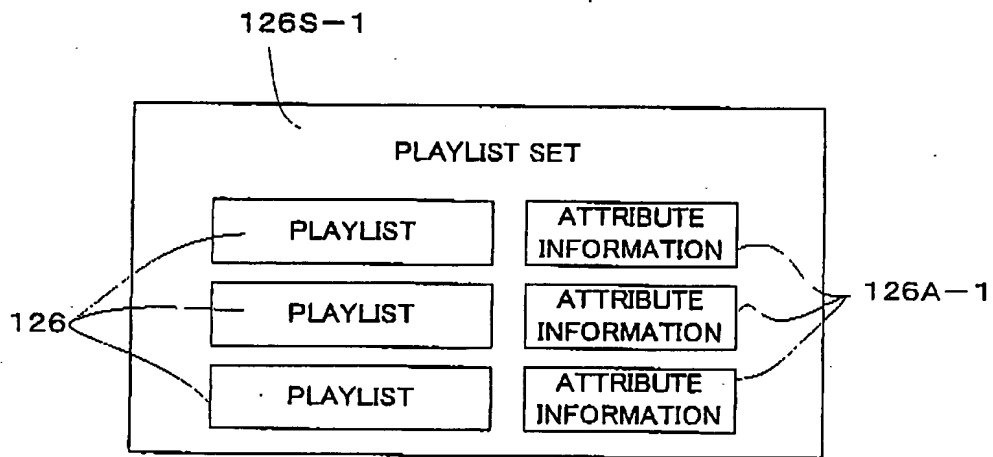 126S-1
PLAYLIST SET
PLAYLIST
ATTRIBUTE
INFORMATION
126
PLAYLIST
ATTRIBUTE
INFORMATION
126A-1
PLAYLIST
ATTRIBUTE
INFORMATION